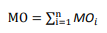 MO = ∑ⁿᵢ₌₁ MOᵢ